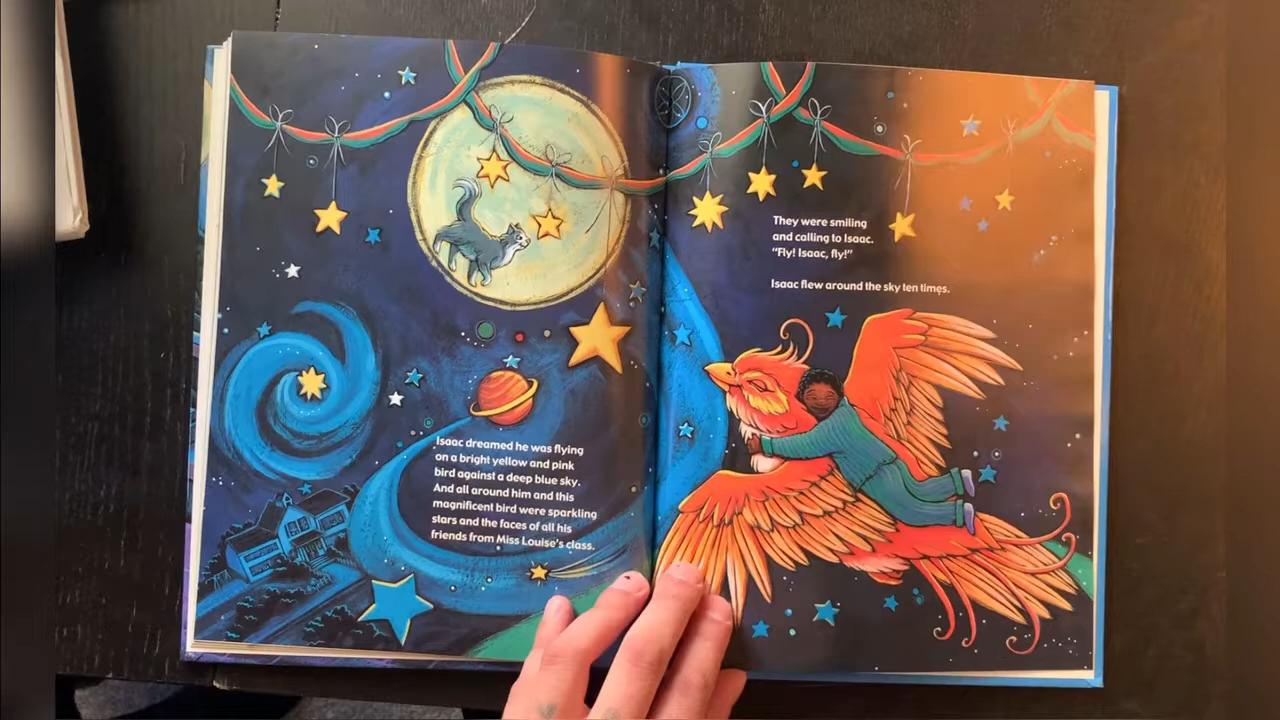 Isaac dreamed he was flying
on a bright yellow and pink
bird against a deep blue sky.
And all around him and this
magnificent bird were sparkling
stars and the faces of all his
friends from Miss Louise's class.
They were smiling
and calling to Isaac.
"Fly! Isaac, fly!"
Isaac flew around the sky ten times.